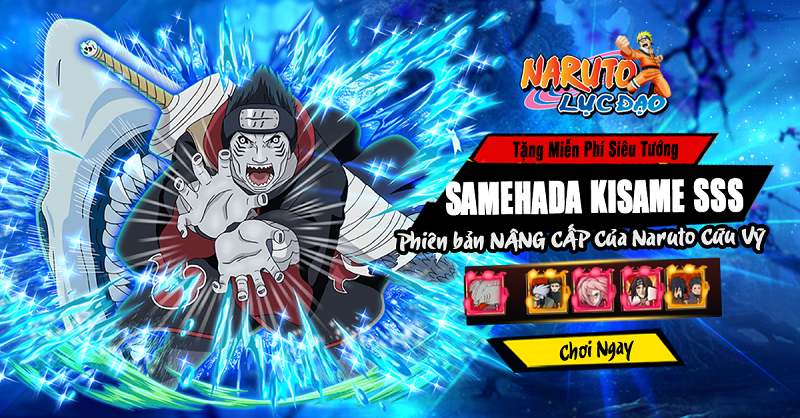 NARUTO
LỤC ĐẠO
Tặng Miễn Phí Siêu Tướng
SAMEHADA KISAME SSS
Phiên bản NÂNG CẤP Của Naruto Cửu Vỹ
Chơi Ngay